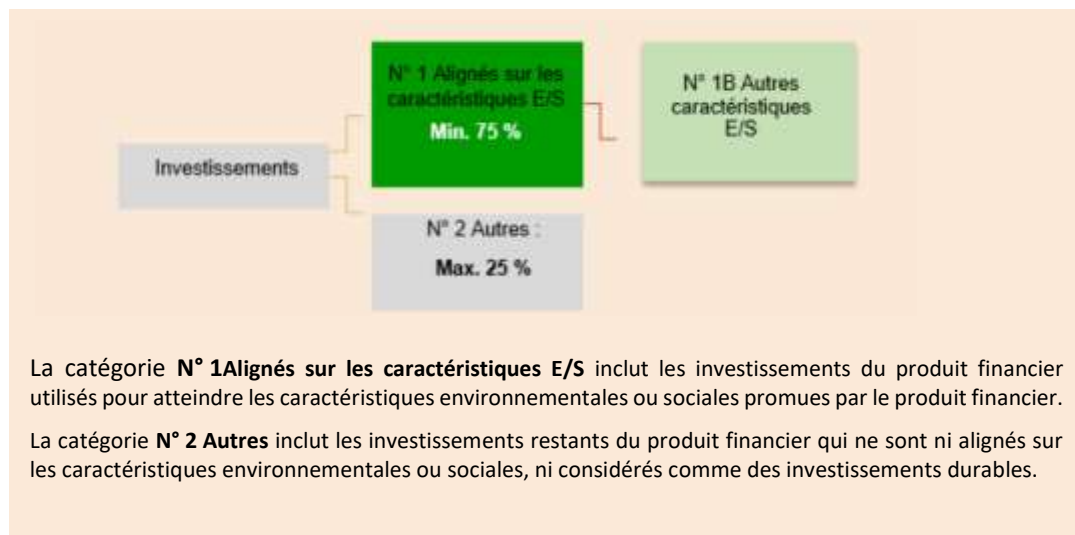 N° 1 Alignés sur les
caractéristiques E/S
Min. 75 %
N° 1B Autres
caractéristiques
E/S
Investissements
N° 2 Autres :
Max. 25 %
La catégorie N° 1Alignés sur les caractéristiques E/S inclut les investissements du produit financier
utilisés pour atteindre les caractéristiques environnementales ou sociales promues par le produit financier.
La catégorie N° 2 Autres inclut les investissements restants du produit financier qui ne sont ni alignés sur
les caractéristiques environnementales ou sociales, ni considérés comme des investissements durables.